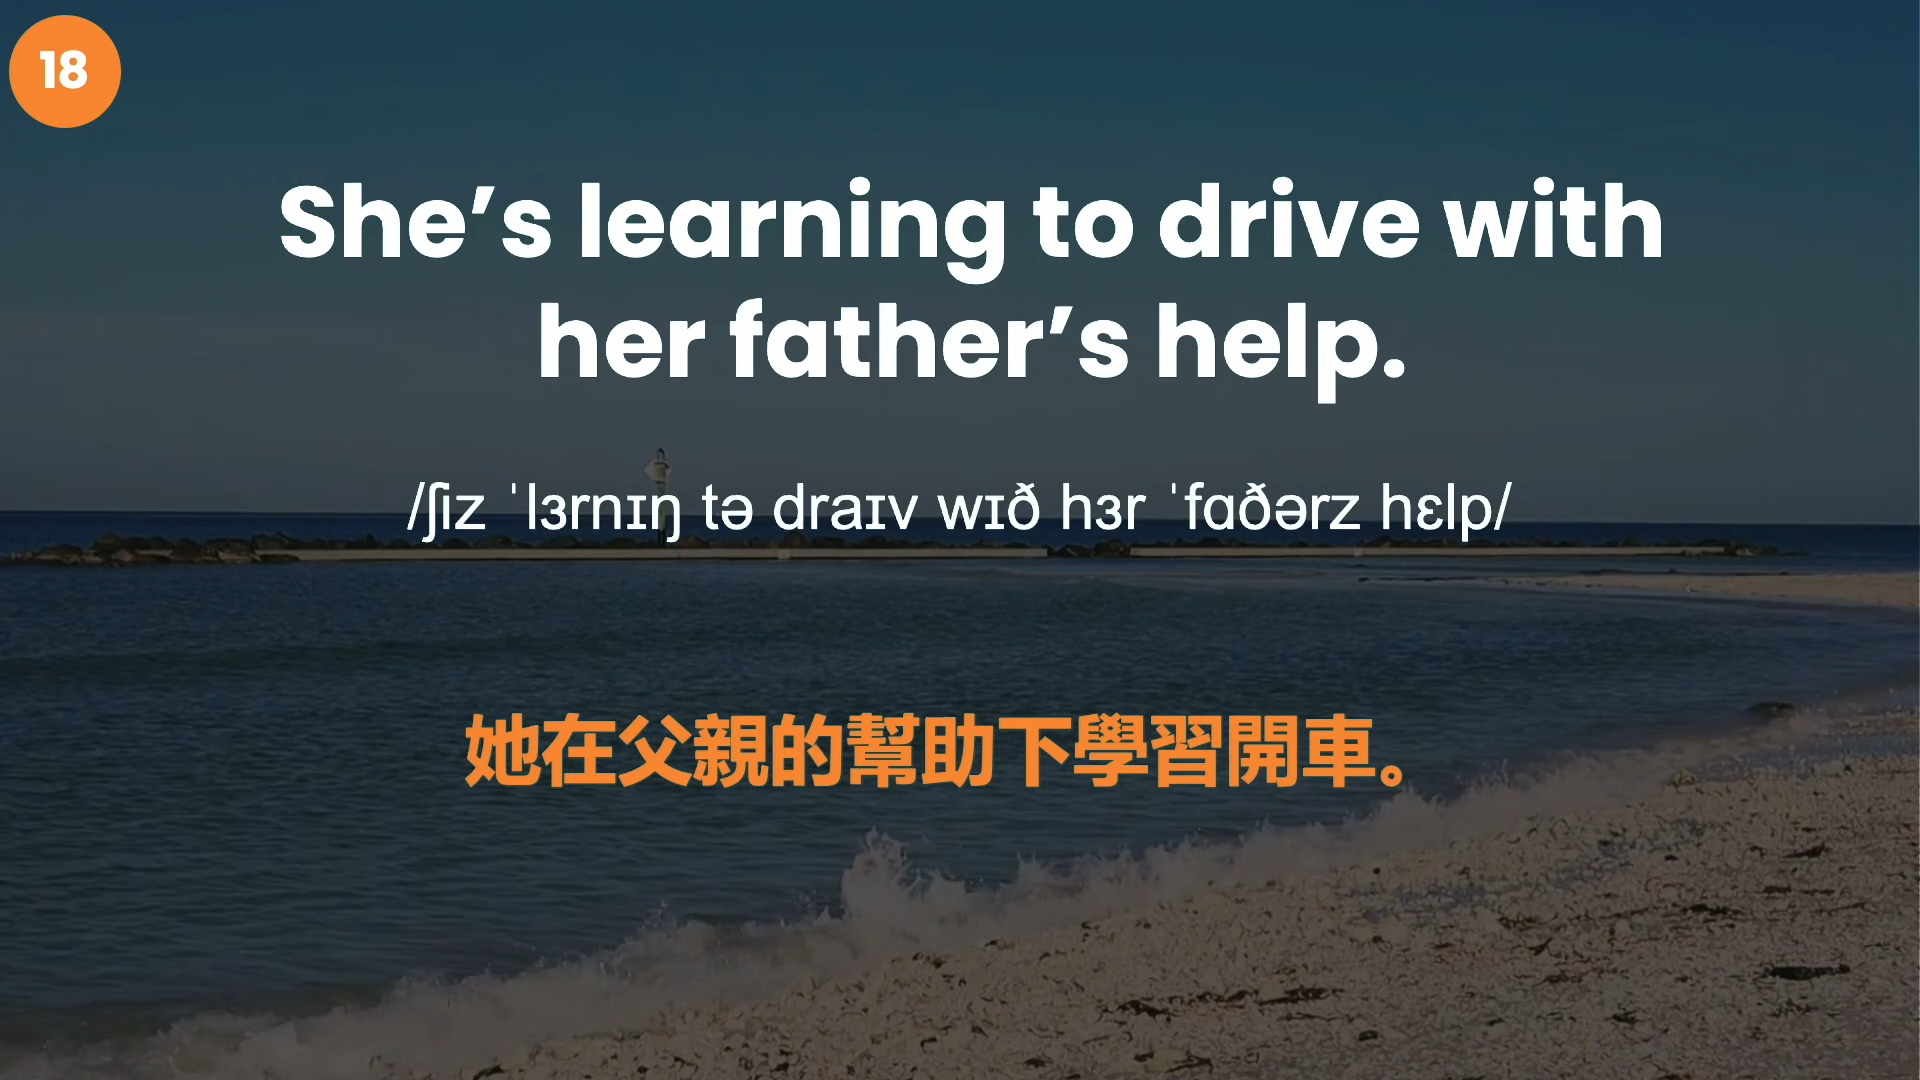 18
She’s learning to drive with
her father’s help.
/ʃiz ˈlɜrnɪŋ tə draɪv wɪð hɜr ˈfɑðərz hɛlp/
她在父親的幫助下學習開車。